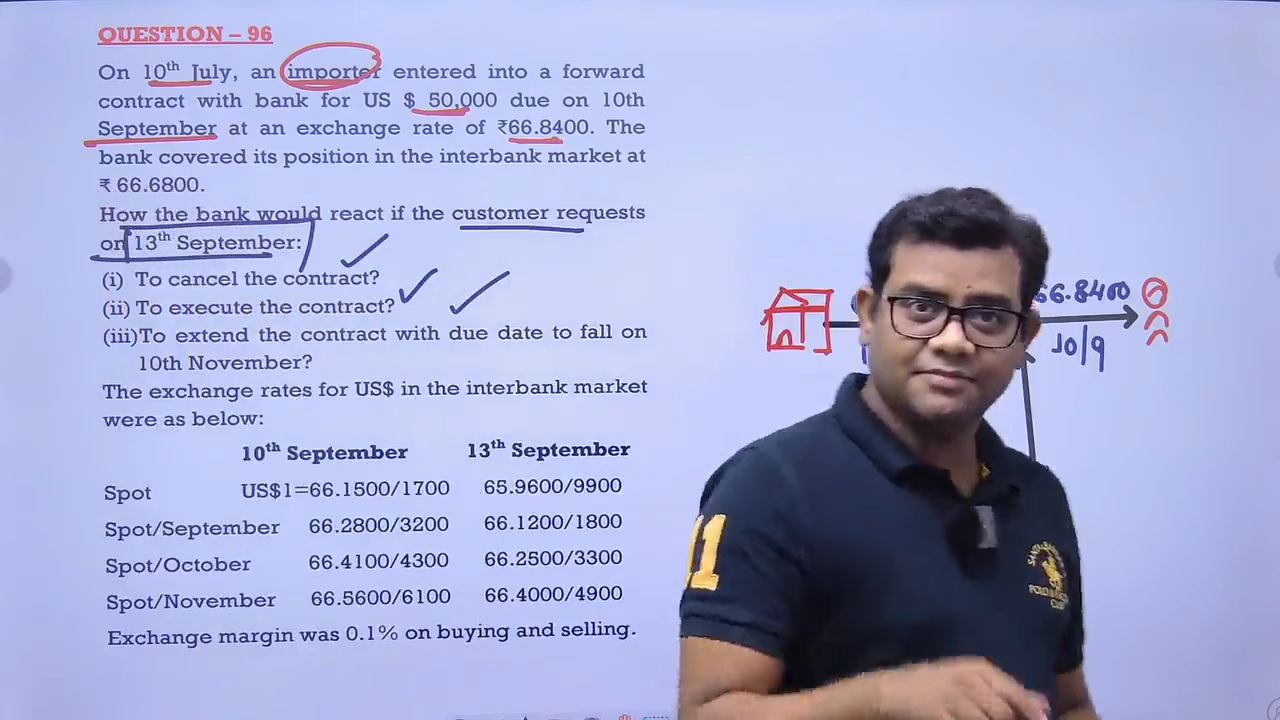 QUESTION – 96
On 10th July, an importer entered into a forward
contract with bank for US $ 50,000 due on 10th
September at an exchange rate of ₹66.8400. The
bank covered its position in the interbank market at
₹ 66.6800.
How the bank would react if the customer requests
on 13th September:
(i) To cancel the contract?
(ii) To execute the contract?
(iii)To extend the contract with due date to fall on
10th November?
The exchange rates for US$ in the interbank market
were as below:
10th September 13th September
Spot US$1=66.1500/1700 65.9600/9900
Spot/September 66.2800/3200 66.1200/1800
Spot/October 66.4100/4300 66.2500/3300
Spot/November 66.5600/6100 66.4000/4900
Exchange margin was 0.1% on buying and selling.
66.8400
10/9